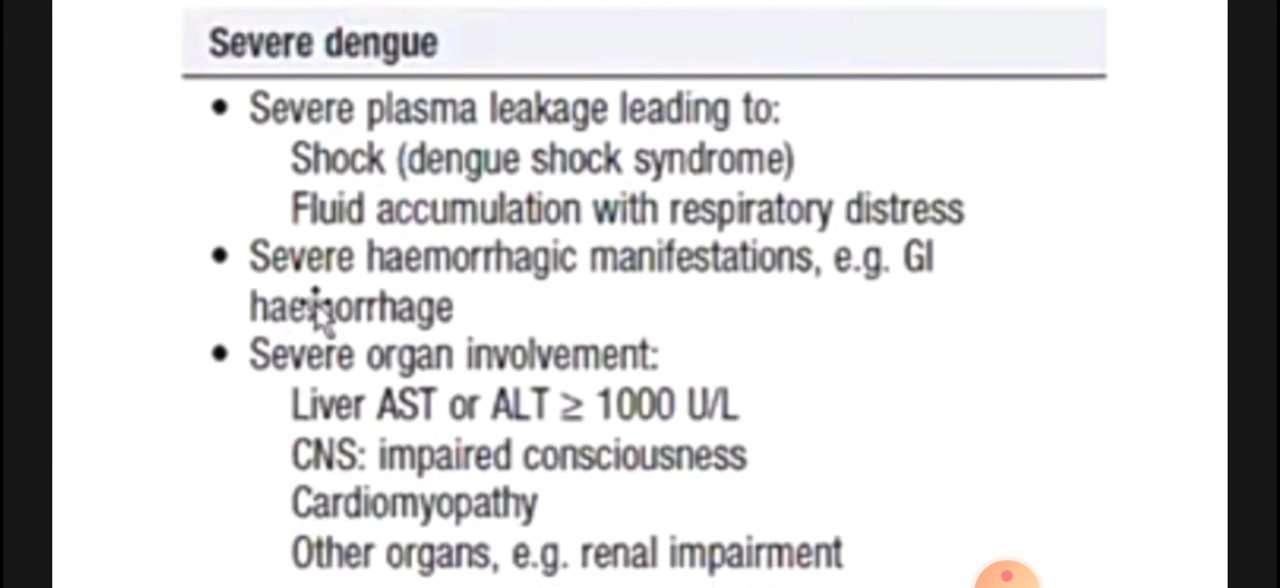 Severe dengue
• Severe plasma leakage leading to:
Shock (dengue shock syndrome)
Fluid accumulation with respiratory distress
• Severe haemorrhagic manifestations, e.g. GI
haemorrhage
• Severe organ involvement:
Liver AST or ALT ≥ 1000 U/L
CNS: impaired consciousness
Cardiomyopathy
Other organs, e.g. renal impairment